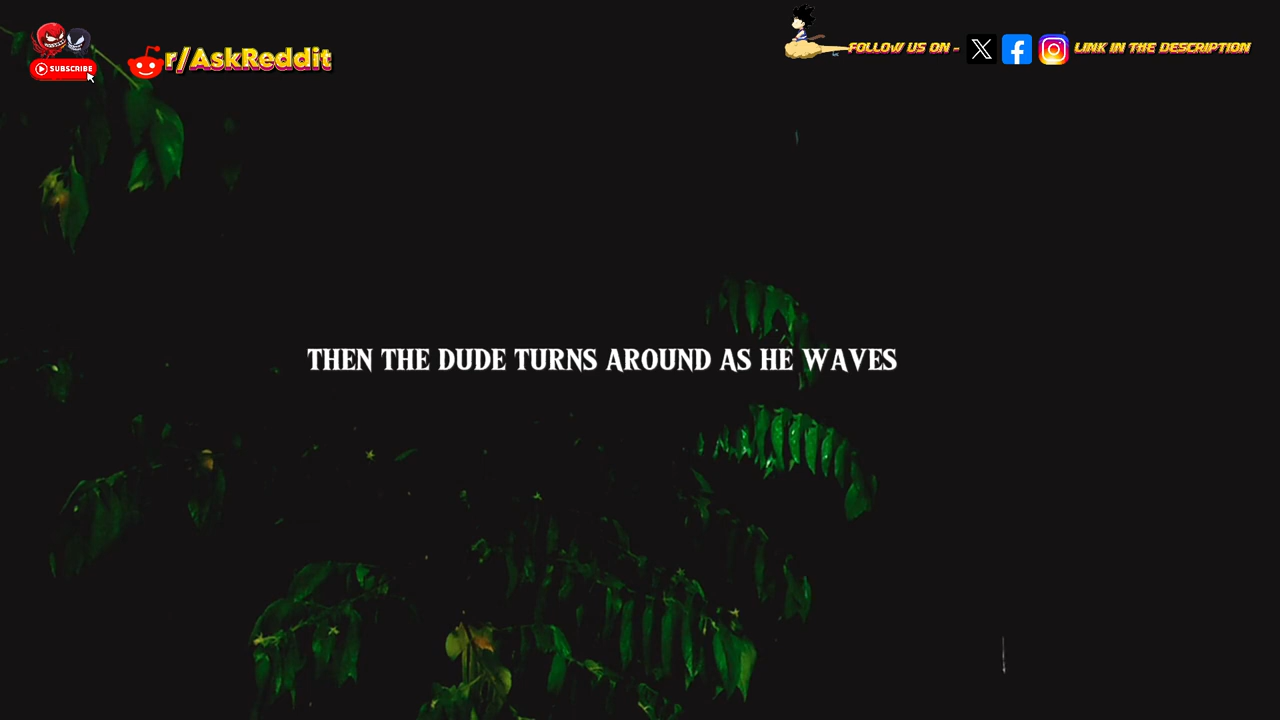 SUBSCRIBE
r/AskReddit
FOLLOW US ON -
LINK IN THE DESCRIPTION
THEN THE DUDE TURNS AROUND AS HE WAVES